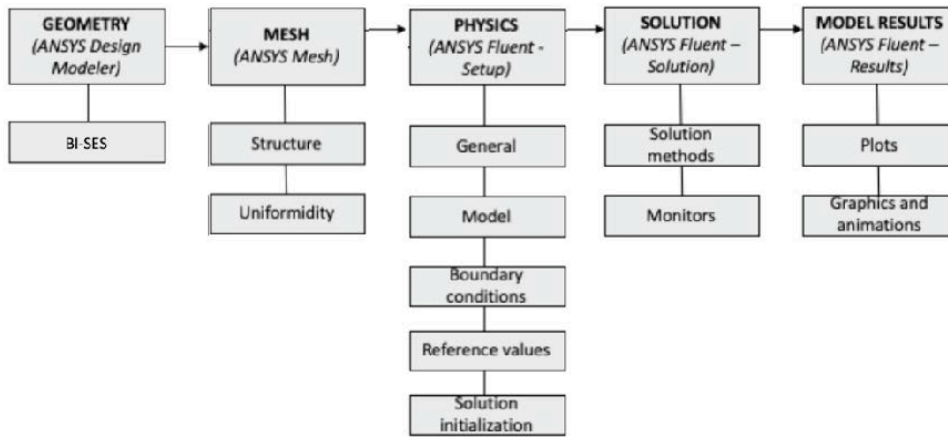 GEOMETRY
(ANSYS Design
Modeler)
BI-SES
MESH
(ANSYS Mesh)
Structure
Uniformidity
PHYSICS
(ANSYS Fluent -
Setup)
General
Model
Boundary
conditions
Reference values
Solution
initialization
SOLUTION
(ANSYS Fluent –
Solution)
Solution
methods
Monitors
MODEL RESULTS
(ANSYS Fluent –
Results)
Plots
Graphics and
animations